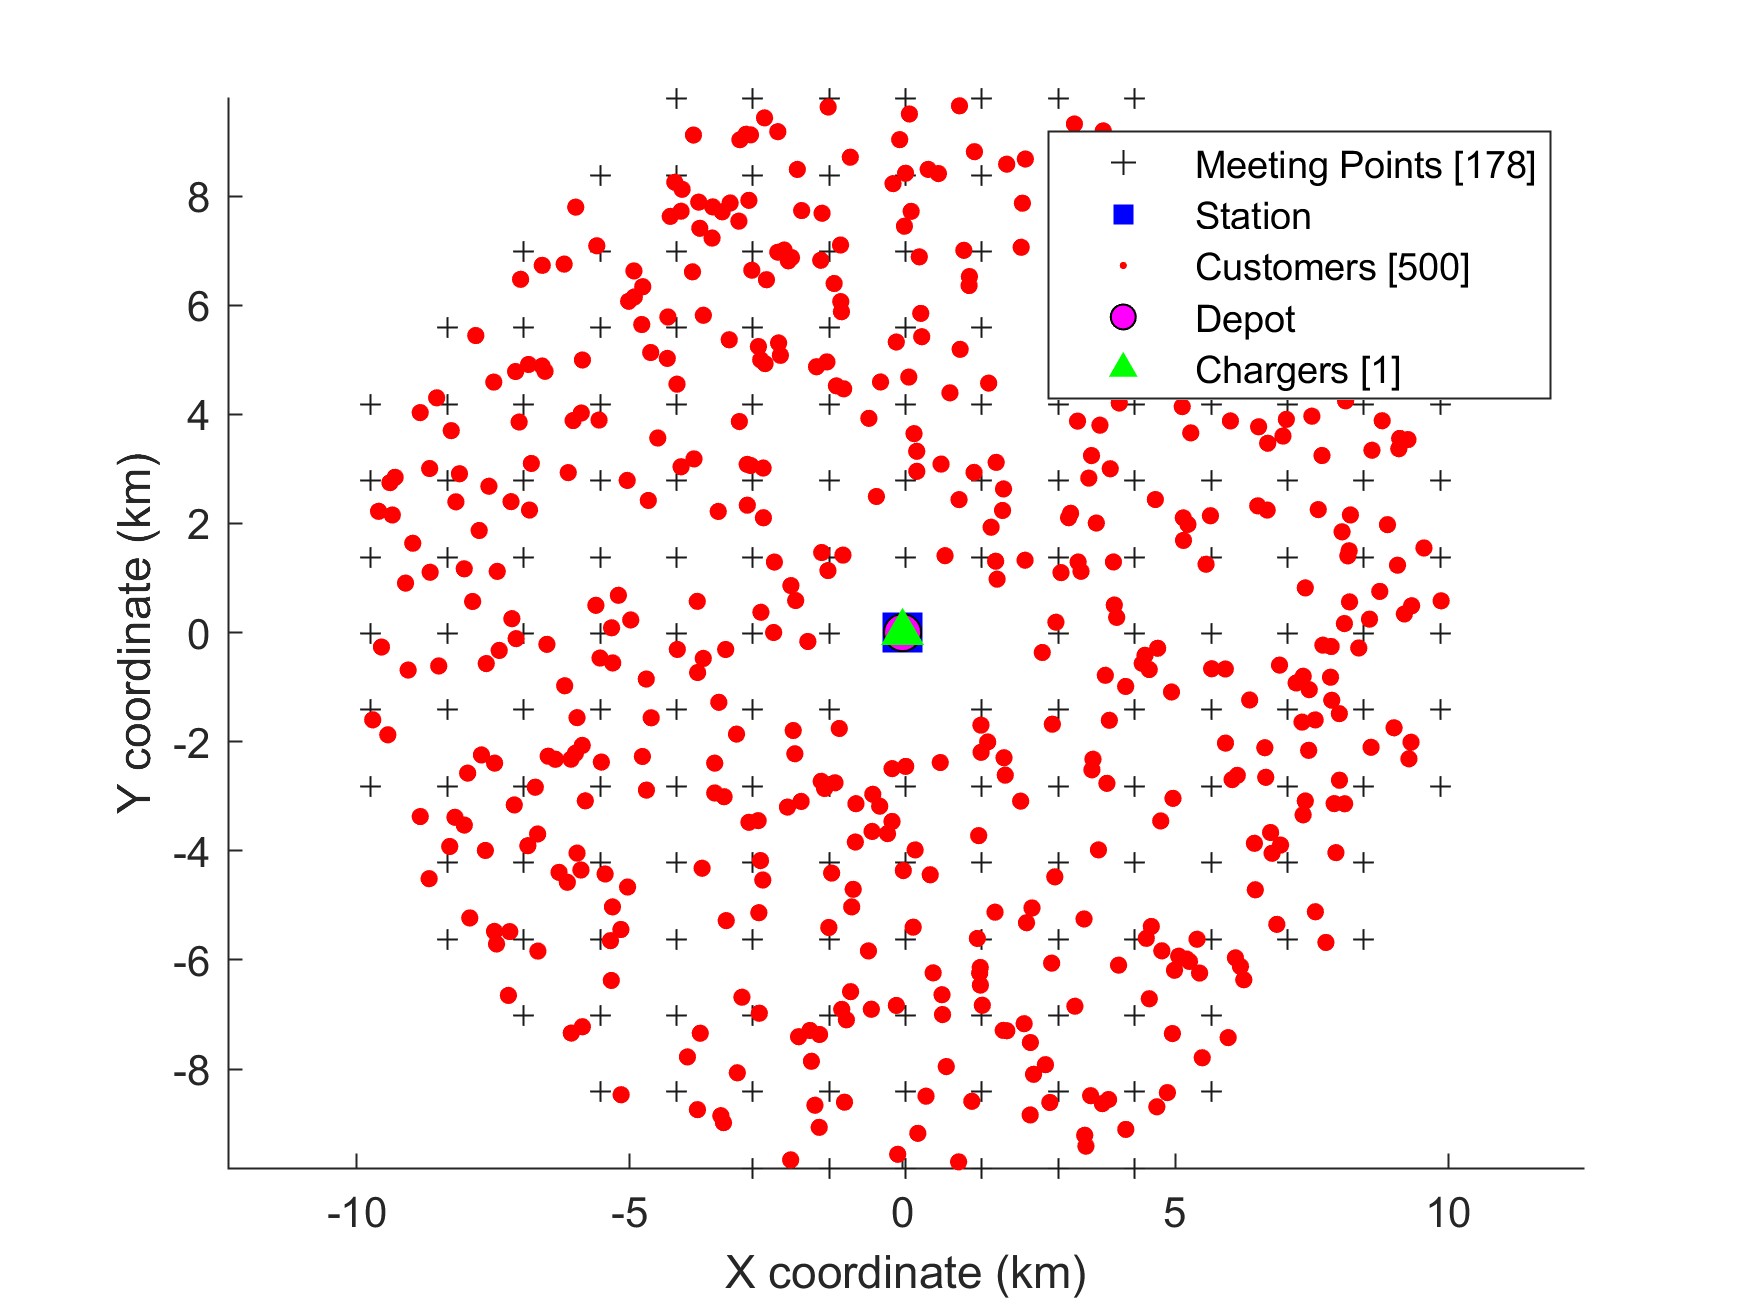 Meeting Points [178]
Station
Customers [500]
Depot
Chargers [1]
8
6
4
2
0
-2
-4
-6
-8
Y coordinate (km)
-10 -5 0 5 10
X coordinate (km)